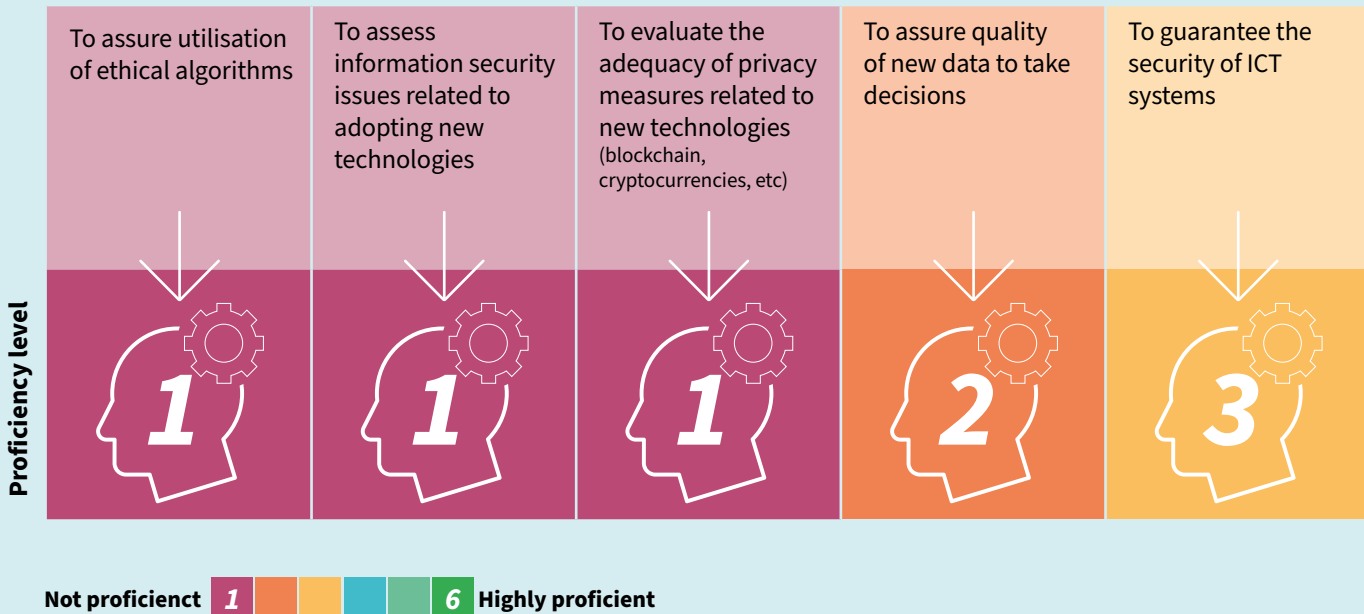 To assure utilisation
of ethical algorithms
To assess
information security
issues related to
adopting new
technologies
To evaluate the
adequacy of privacy
measures related to
new technologies
(blockchain,
cryptocurrencies, etc)
To assure quality
of new data to take
decisions
To guarantee the
security of ICT
systems
Proficiency level
1
1
1
2
3
Not proficienct 1 6 Highly proficient